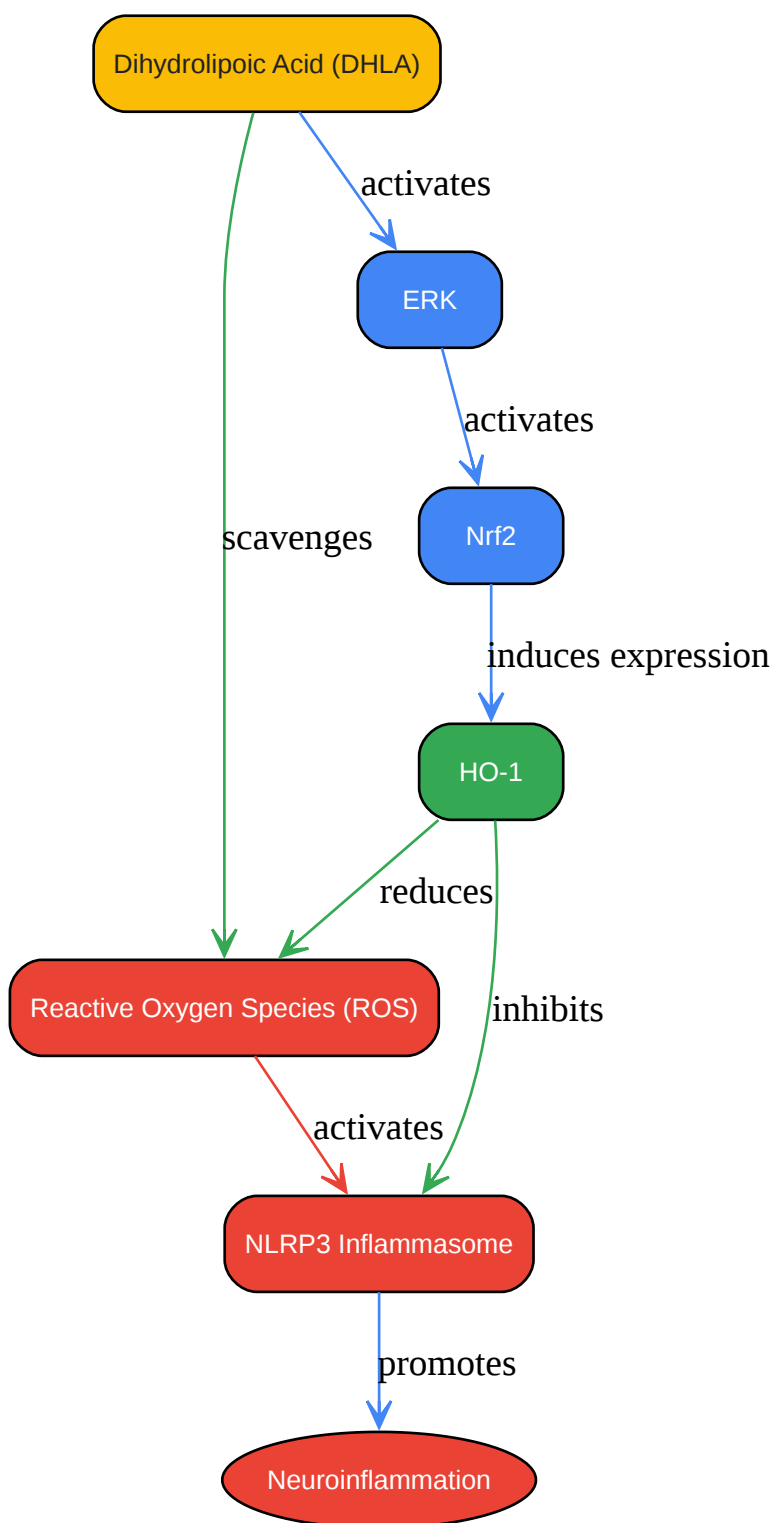 Dihydrolipoic Acid (DHLA)
activates
ERK
activates
Nrf2
scavenges
induces expression
HO-1
reduces
Reactive Oxygen Species (ROS)
inhibits
activates
NLRP3 Inflammasome
promotes
Neuroinflammation